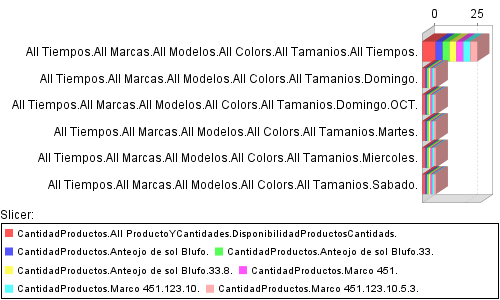 0 25
All Tiempos.All Marcas.All Modelos.All Colors.All Tamanios.All Tiempos.
All Tiempos.All Marcas.All Modelos.All Colors.All Tamanios.Domingo.
All Tiempos.All Marcas.All Modelos.All Colors.All Tamanios.Domingo.OCT.
All Tiempos.All Marcas.All Modelos.All Colors.All Tamanios.Martes.
All Tiempos.All Marcas.All Modelos.All Colors.All Tamanios.Miercoles.
All Tiempos.All Marcas.All Modelos.All Colors.All Tamanios.Sabado.
Slicer:
CantidadProductos.All ProductoYCantidades.DisponibilidadProductosCantidads.
CantidadProductos.Anteojo de sol Blufo. CantidadProductos.Anteojo de sol Blufo.33.
CantidadProductos.Anteojo de sol Blufo.33.8. CantidadProductos.Marco 451.
CantidadProductos.Marco 451.123.10. CantidadProductos.Marco 451.123.10.5.3.